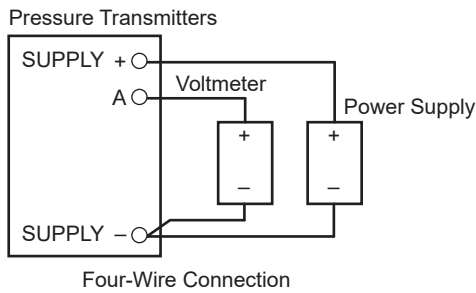 Pressure Transmitters
SUPPLY +
Voltmeter
A
Power Supply
+ +
– –
SUPPLY –
Four-Wire Connection